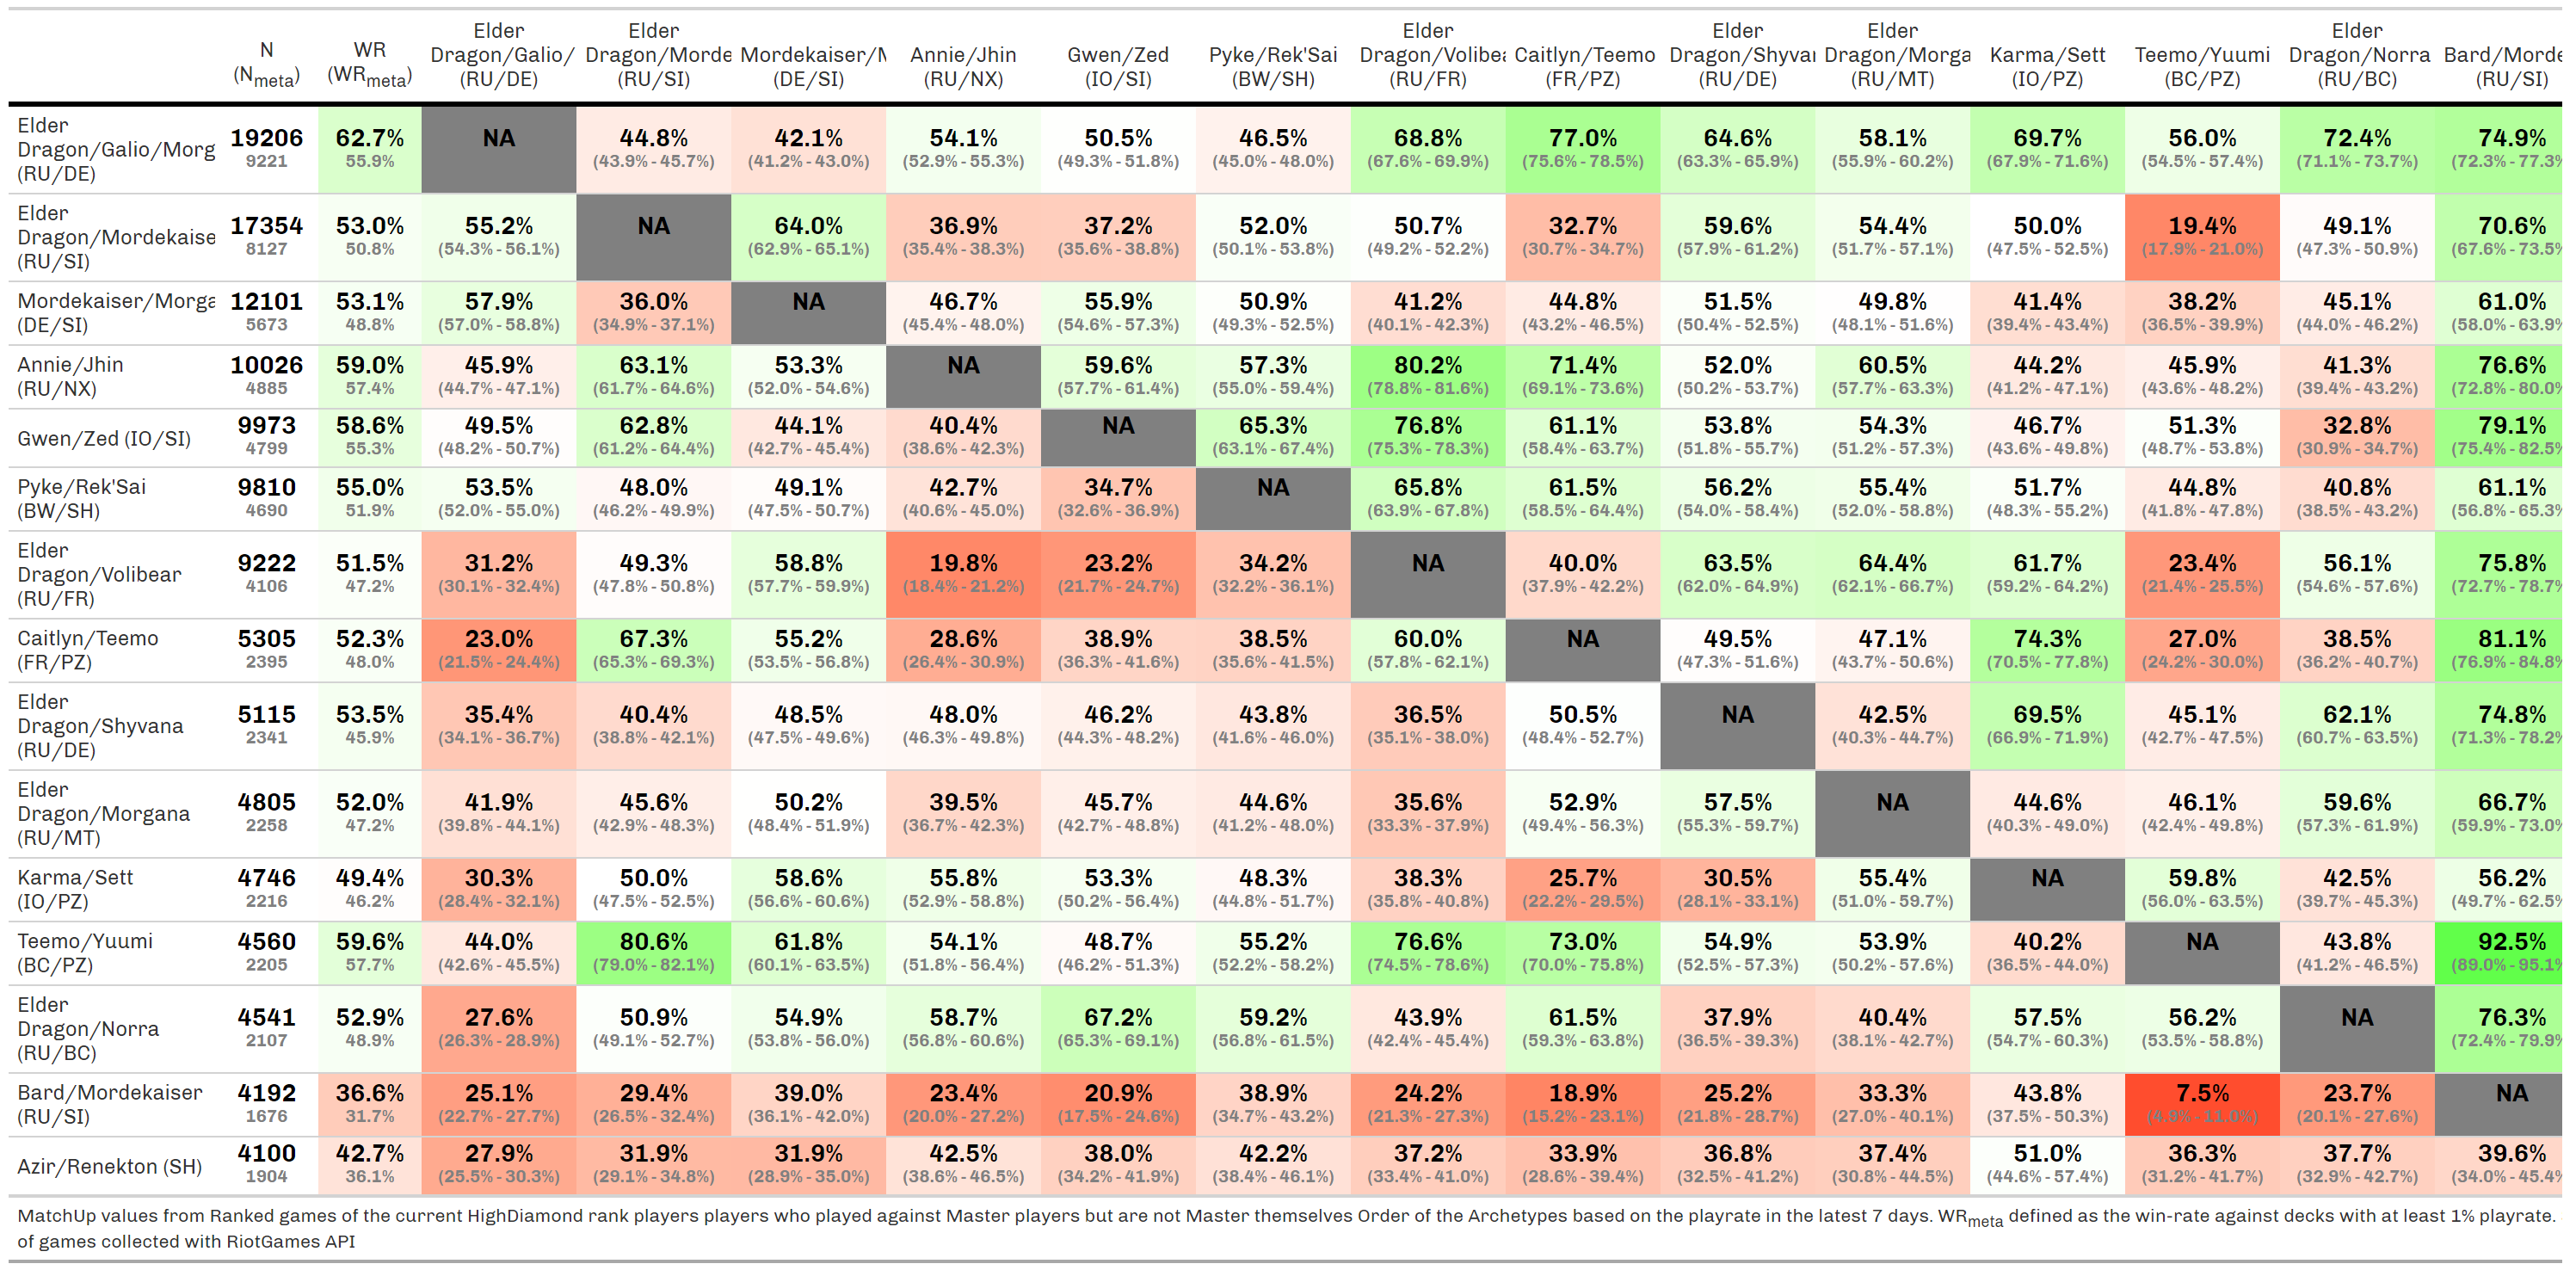 N (Nmeta) WR (WRmeta) Elder Dragon/Galio/ (RU/DE) Elder Dragon/Morde (RU/SI) Mordekaiser/M (DE/SI) Annie/Jhin (RU/NX) Gwen/Zed (IO/SI) Pyke/Rek'Sai (BW/SH) Elder Dragon/Volibea (RU/FR) Caitlyn/Teemo (FR/PZ) Elder Dragon/Shyvar (RU/DE) Elder Dragon/Morga (RU/MT) Karma/Sett (IO/PZ) Teemo/Yuumi (BC/PZ) Elder Dragon/Norra (RU/BC) Bard/Morde (RU/SI)
Elder Dragon/Galio/Morg (RU/DE)
19206 62.7% NA 44.8% 42.1% 54.1% 50.5% 46.5% 68.8% 77.0% 64.6% 58.1% 69.7% 56.0% 72.4% 74.9%
9221 55.9% (43.9% - 45.7%) (41.2% - 43.0%) (52.9% - 55.3%) (49.3% - 51.8%) (45.0% - 48.0%) (67.6% - 69.9%) (75.6% - 78.5%) (63.3% - 65.9%) (55.9% - 60.2%) (67.9% - 71.6%) (54.5% - 57.4%) (71.1% - 73.7%) (72.3% - 77.3%
Elder Dragon/Mordekaise (RU/SI)
17354 53.0% 55.2% NA 64.0% 36.9% 37.2% 52.0% 50.7% 32.7% 59.6% 54.4% 50.0% 19.4% 49.1% 70.6%
8127 50.8% (54.3% - 56.1%) (62.9% - 65.1%) (35.4% - 38.3%) (35.6% - 38.8%) (50.1% - 53.8%) (49.2% - 52.2%) (30.7% - 34.7%) (57.9% - 61.2%) (51.7% - 57.1%) (47.5% - 52.5%) (17.9% - 21.0%) (47.3% - 50.9%) (67.6% - 73.5%
Mordekaiser/Morga (DE/SI)
12101 53.1% 57.9% 36.0% NA 46.7% 55.9% 50.9% 41.2% 44.8% 51.5% 49.8% 41.4% 38.2% 45.1% 61.0%
5673 48.8% (57.0% - 58.8%) (34.9% - 37.1%) (45.4% - 48.0%) (54.6% - 57.3%) (49.3% - 52.5%) (40.1% - 42.3%) (43.2% - 46.5%) (50.4% - 52.5%) (48.1% - 51.6%) (39.4% - 43.4%) (36.5% - 39.9%) (44.0% - 46.2%) (58.0% - 63.9%
Annie/Jhin (RU/NX)
10026 59.0% 45.9% 63.1% 53.3% NA 59.6% 57.3% 80.2% 71.4% 52.0% 60.5% 44.2% 45.9% 41.3% 76.6%
4885 57.4% (44.7% - 47.1%) (61.7% - 64.6%) (52.0% - 54.6%) (57.7% - 61.4%) (55.0% - 59.4%) (78.8% - 81.6%) (69.1% - 73.6%) (50.2% - 53.7%) (57.7% - 63.3%) (41.2% - 47.1%) (43.6% - 48.2%) (39.4% - 43.2%) (72.8% - 80.0%
Gwen/Zed (IO/SI)
9973 58.6% 49.5% 62.8% 44.1% 40.4% NA 65.3% 76.8% 61.1% 53.8% 54.3% 46.7% 51.3% 32.8% 79.1%
4799 55.3% (48.2% - 50.7%) (61.2% - 64.4%) (42.7% - 45.4%) (38.6% - 42.3%) (63.1% - 67.4%) (75.3% - 78.3%) (58.4% - 63.7%) (51.8% - 55.7%) (51.2% - 57.3%) (43.6% - 49.8%) (48.7% - 53.8%) (30.9% - 34.7%) (75.4% - 82.5%
Pyke/Rek'Sai (BW/SH)
9810 55.0% 53.5% 48.0% 49.1% 42.7% 34.7% NA 65.8% 61.5% 56.2% 55.4% 51.7% 44.8% 40.8% 61.1%
4690 51.9% (52.0% - 55.0%) (46.2% - 49.9%) (47.5% - 50.7%) (40.6% - 45.0%) (32.6% - 36.9%) (63.9% - 67.8%) (58.5% - 64.4%) (54.0% - 58.4%) (52.0% - 58.8%) (48.3% - 55.2%) (41.8% - 47.8%) (38.5% - 43.2%) (56.8% - 65.3%
Elder Dragon/Volibear (RU/FR)
9222 51.5% 31.2% 49.3% 58.8% 19.8% 23.2% 34.2% NA 40.0% 63.5% 64.4% 61.7% 23.4% 56.1% 75.8%
4106 47.2% (30.1% - 32.4%) (47.8% - 50.8%) (57.7% - 59.9%) (18.4% - 21.2%) (21.7% - 24.7%) (32.2% - 36.1%) (37.9% - 42.2%) (62.0% - 64.9%) (62.1% - 66.7%) (59.2% - 64.2%) (21.4% - 25.5%) (54.6% - 57.6%) (72.7% - 78.7%
Caitlyn/Teemo (FR/PZ)
5305 52.3% 23.0% 67.3% 55.2% 28.6% 38.9% 38.5% 60.0% NA 49.5% 47.1% 74.3% 27.0% 38.5% 81.1%
2395 48.0% (21.5% - 24.4%) (65.3% - 69.3%) (53.5% - 56.8%) (26.4% - 30.9%) (36.3% - 41.6%) (35.6% - 41.5%) (57.8% - 62.1%) (47.3% - 51.6%) (43.7% - 50.6%) (70.5% - 77.8%) (24.2% - 30.0%) (36.2% - 40.7%) (76.9% - 84.8%
Elder Dragon/Shyvana (RU/DE)
5115 53.5% 35.4% 40.4% 48.5% 48.0% 46.2% 43.8% 36.5% 50.5% NA 42.5% 69.5% 45.1% 62.1% 74.8%
2341 45.9% (34.1% - 36.7%) (38.8% - 42.1%) (47.5% - 49.6%) (46.3% - 49.8%) (44.3% - 48.2%) (41.6% - 46.0%) (35.1% - 38.0%) (48.4% - 52.7%) (40.3% - 44.7%) (66.9% - 71.9%) (42.7% - 47.5%) (60.7% - 63.5%) (71.3% - 78.2%
Elder Dragon/Morgana (RU/MT)
4805 52.0% 41.9% 45.6% 50.2% 39.5% 45.7% 44.6% 35.6% 52.9% 57.5% NA 44.6% 46.1% 59.6% 66.7%
2258 47.2% (39.8% - 44.1%) (42.9% - 48.3%) (48.4% - 51.9%) (36.7% - 42.3%) (42.7% - 48.8%) (41.2% - 48.0%) (33.3% - 37.9%) (49.4% - 56.3%) (55.3% - 59.7%) (40.3% - 49.0%) (42.4% - 49.8%) (57.3% - 61.9%) (59.9% - 73.0%
Karma/Sett (IO/PZ)
4746 49.4% 30.3% 50.0% 58.6% 55.8% 53.3% 48.3% 38.3% 25.7% 30.5% 55.4% NA 59.8% 42.5% 56.2%
2216 46.2% (28.4% - 32.1%) (47.5% - 52.5%) (56.6% - 60.6%) (52.9% - 58.8%) (50.2% - 56.4%) (44.8% - 51.7%) (35.8% - 40.8%) (22.2% - 29.5%) (28.1% - 33.1%) (51.0% - 59.7%) (56.0% - 63.5%) (39.7% - 45.3%) (49.7% - 62.5%
Teemo/Yuumi (BC/PZ)
4560 59.6% 44.0% 80.6% 61.8% 54.1% 48.7% 55.2% 76.6% 73.0% 54.9% 53.9% 40.2% NA 43.8% 92.5%
2205 57.7% (42.6% - 45.5%) (79.0% - 82.1%) (60.1% - 63.5%) (51.8% - 56.4%) (46.2% - 51.3%) (52.2% - 58.2%) (74.5% - 78.6%) (70.0% - 75.8%) (52.5% - 57.3%) (50.2% - 57.6%) (36.5% - 44.0%) (41.2% - 46.5%) (89.0% - 95.1%
Elder Dragon/Norra (RU/BC)
4541 52.9% 27.6% 50.9% 54.9% 58.7% 67.2% 59.2% 43.9% 61.5% 37.9% 40.4% 57.5% 56.2% NA 76.3%
2107 48.9% (26.3% - 28.9%) (49.1% - 52.7%) (53.8% - 56.0%) (56.8% - 60.6%) (65.3% - 69.1%) (56.8% - 61.5%) (42.4% - 45.4%) (59.3% - 63.8%) (36.5% - 39.3%) (38.1% - 42.7%) (54.7% - 60.3%) (53.5% - 58.8%) (72.4% - 79.9%
Bard/Mordekaiser (RU/SI)
4192 36.6% 25.1% 29.4% 39.0% 23.4% 20.9% 38.9% 24.2% 18.9% 25.2% 33.3% 43.8% 7.5% 23.7% NA
1676 31.7% (22.7% - 27.7%) (26.5% - 32.4%) (36.1% - 42.0%) (20.0% - 27.2%) (17.5% - 24.6%) (34.7% - 43.2%) (21.3% - 27.3%) (15.2% - 23.1%) (21.8% - 28.7%) (27.0% - 40.1%) (37.5% - 50.3%) (4.9% - 11.0%) (20.1% - 27.6%)
Azir/Renekton (SH)
4100 42.7% 27.9% 31.9% 31.9% 42.5% 38.0% 42.2% 37.2% 33.9% 36.8% 37.4% 51.0% 36.3% 37.7% 39.6%
1904 36.1% (25.5% - 30.3%) (29.1% - 34.8%) (28.9% - 35.0%) (38.6% - 46.5%) (34.2% - 41.9%) (38.4% - 46.1%) (33.4% - 41.0%) (28.6% - 39.4%) (32.5% - 41.2%) (30.8% - 44.5%) (44.6% - 57.4%) (31.2% - 41.7%) (32.9% - 42.7%) (34.0% - 45.4%
MatchUp values from Ranked games of the current HighDiamond rank players players who played against Master players but are not Master themselves Order of the Archetypes based on the playrate in the latest 7 days. WRmeta defined as the win-rate against decks with at least 1% playrate.
of games collected with RiotGames API